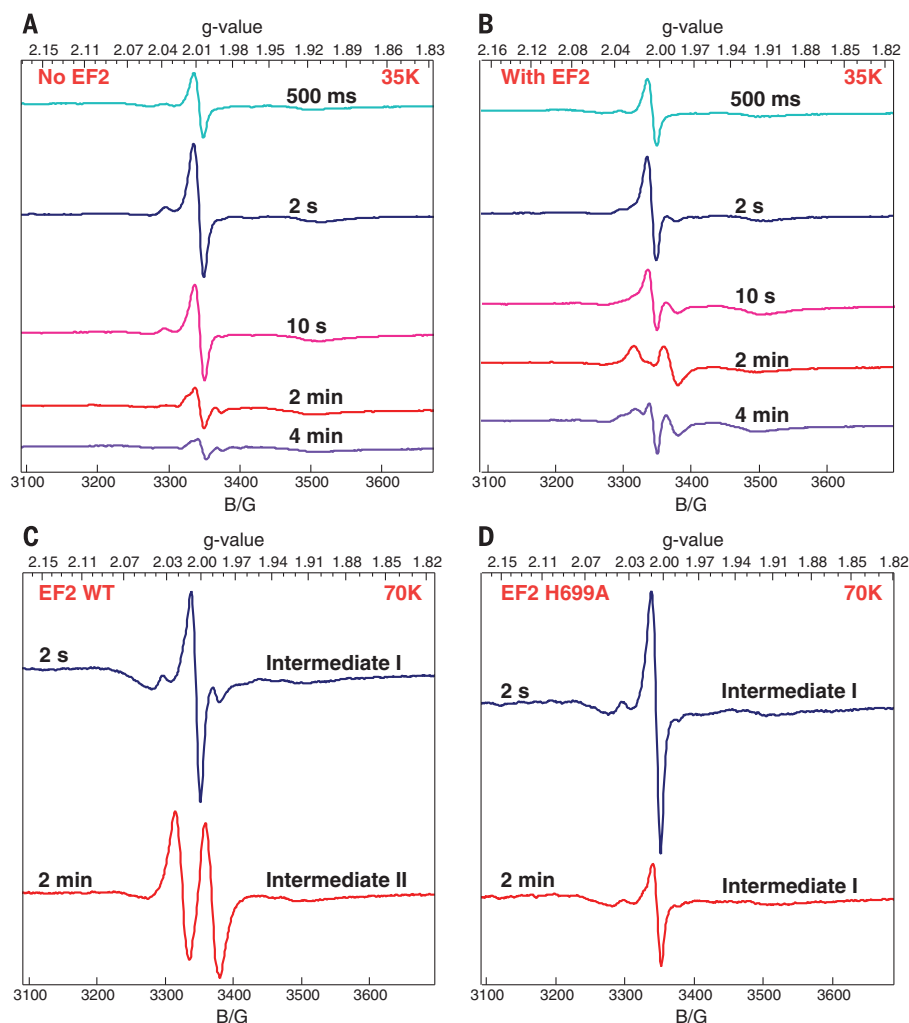 A
g-value
2.15 2.11 2.07 2.04 2.01 1.98 1.95 1.92 1.89 1.86 1.83
No EF2 35K
500 ms
2 s
10 s
2 min
4 min
3100 3200 3300 3400 3500 3600
B/G
B
g-value
2.16 2.12 2.08 2.04 2.00 1.97 1.94 1.91 1.88 1.85 1.82
With EF2 35K
500 ms
2 s
10 s
2 min
4 min
3100 3200 3300 3400 3500 3600
B/G
C
g-value
2.15 2.11 2.07 2.03 2.00 1.97 1.94 1.91 1.88 1.85 1.82
EF2 WT 70K
2 s Intermediate I
2 min Intermediate II
3100 3200 3300 3400 3500 3600
B/G
D
g-value
2.15 2.11 2.07 2.03 2.00 1.97 1.94 1.91 1.88 1.85 1.82
EF2 H699A 70K
2 s Intermediate I
2 min Intermediate I
3100 3200 3300 3400 3500 3600
B/G